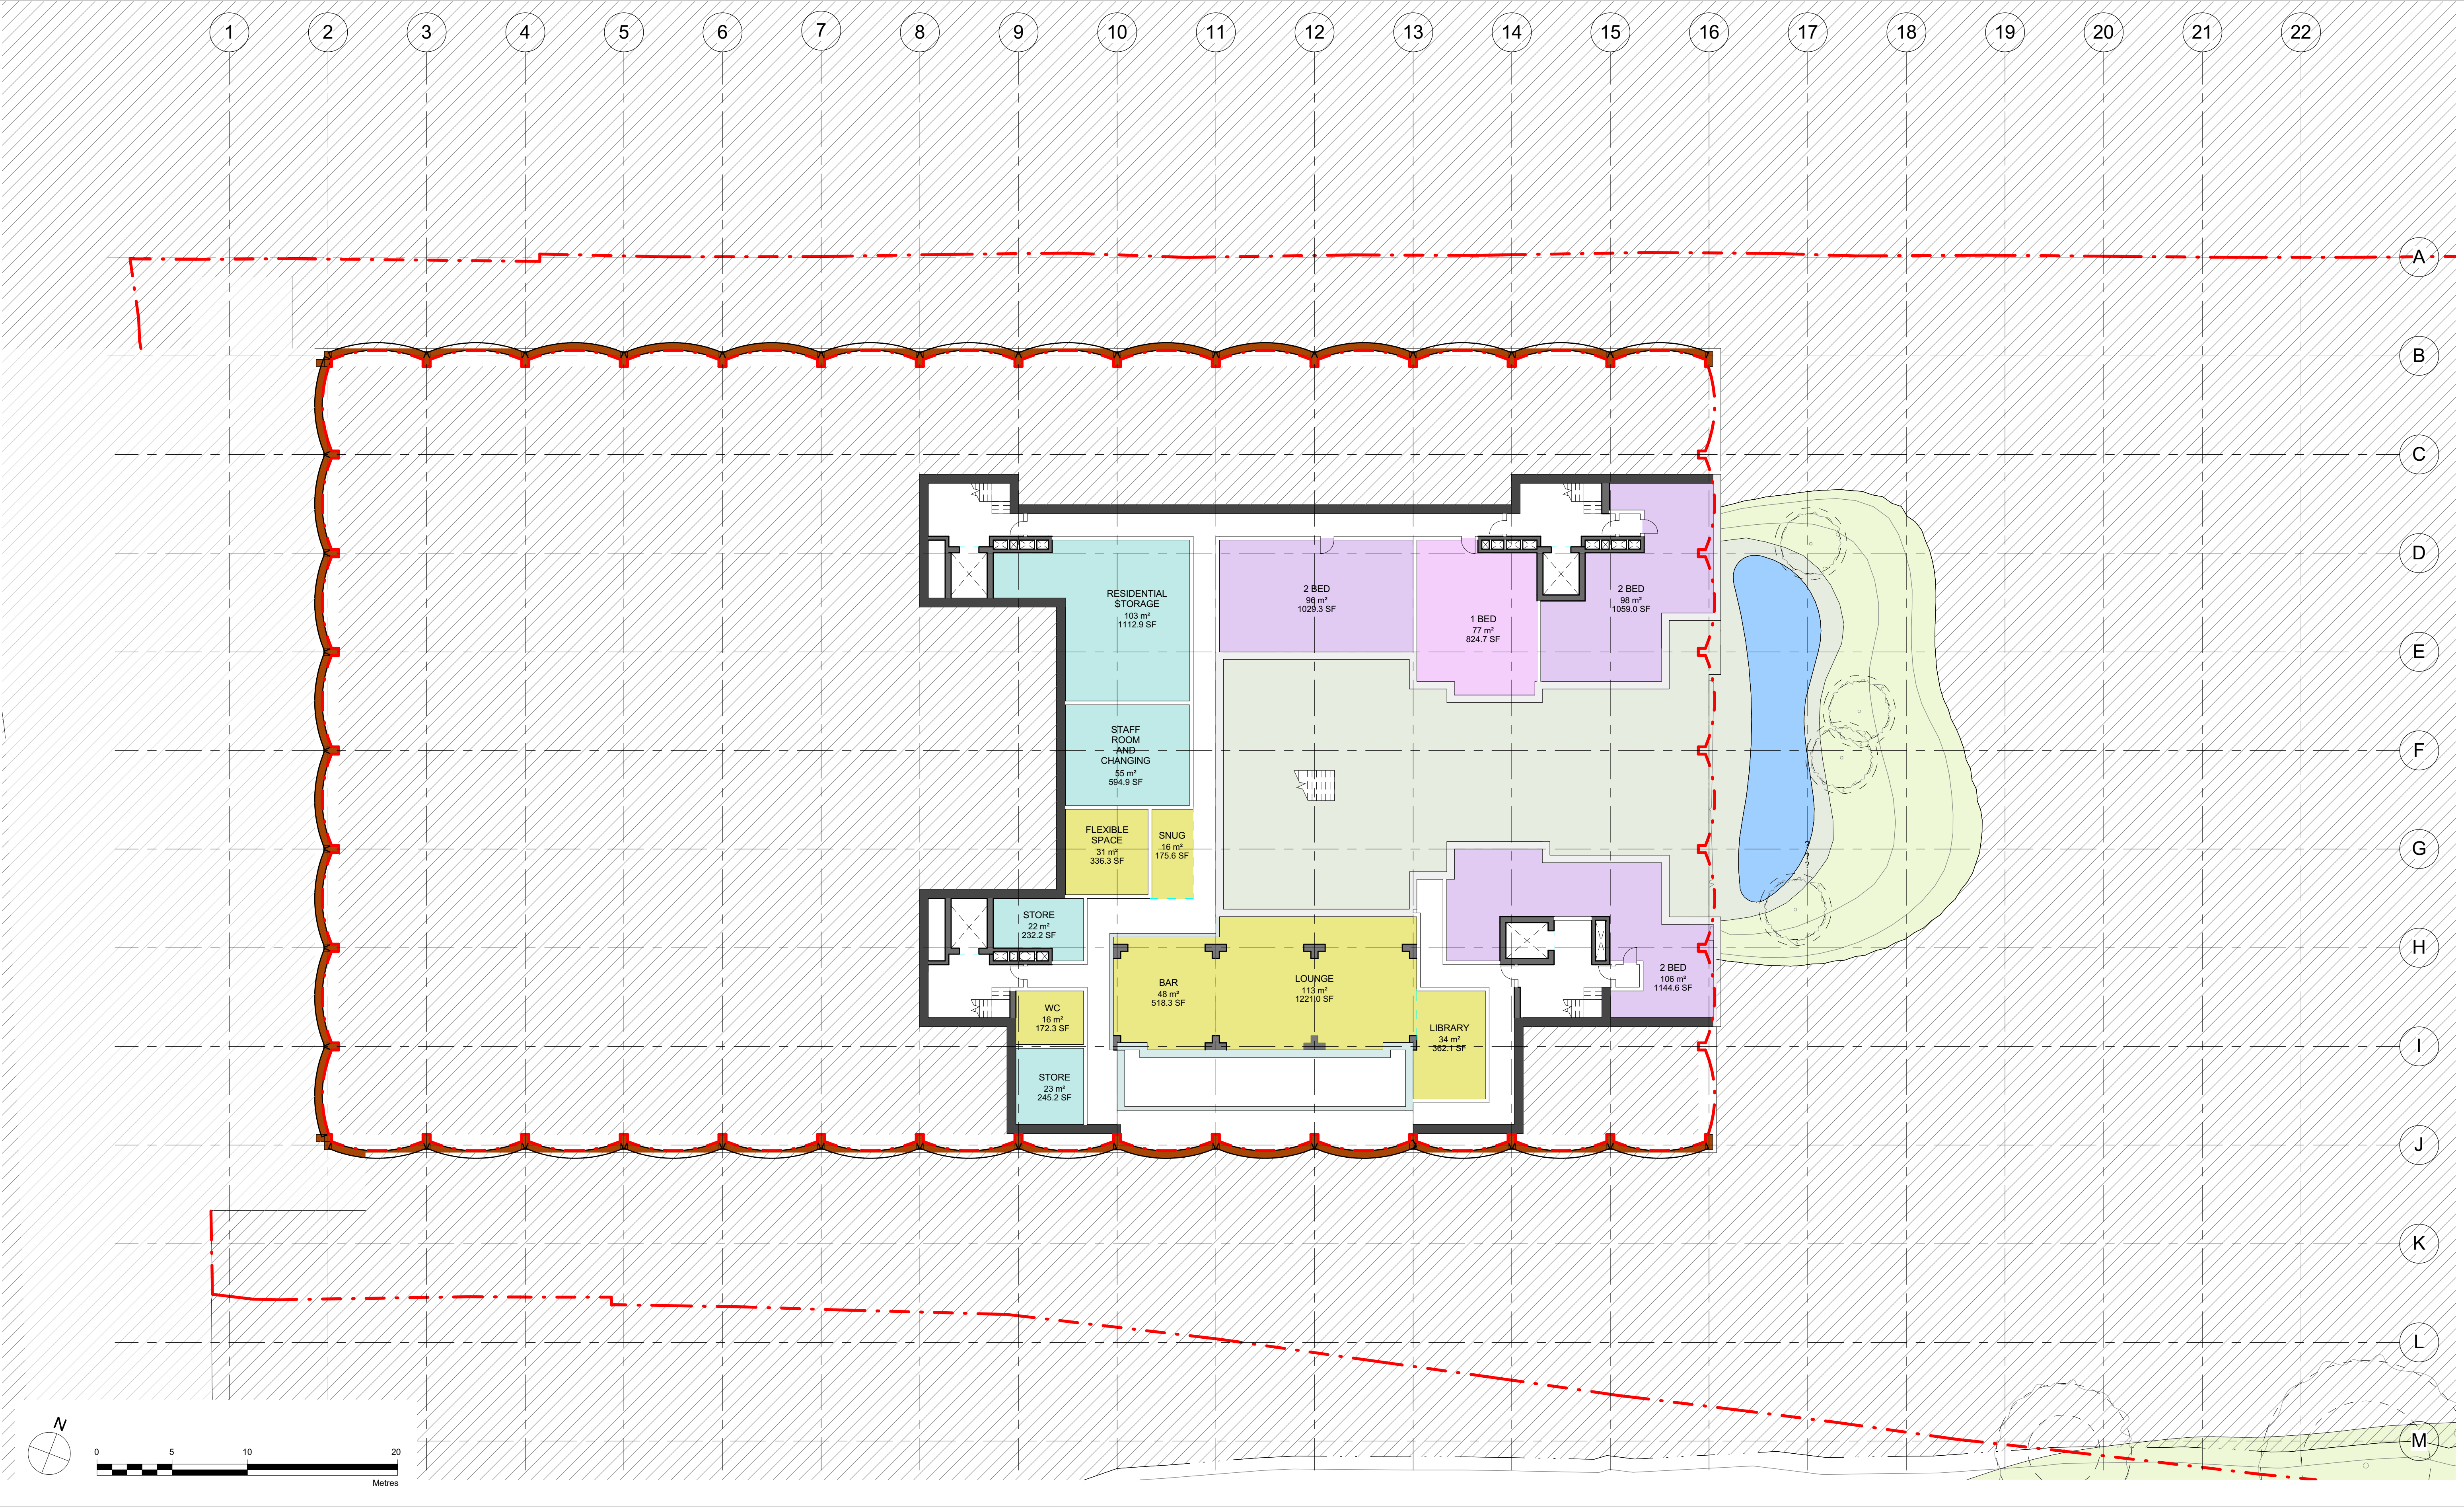 1 2 3 4 5 6 7 8 9 10 11 12 13 14 15 16 17 18 19 20 21 22
A
B
C
D
RESIDENTIAL
STORAGE
103 m²
1112.9 SF
2 BED
96 m²
1029.3 SF
1 BED
77 m²
824.7 SF
2 BED
98 m²
1059.0 SF
E
STAFF
ROOM
AND
CHANGING
55 m²
594.9 SF
F
FLEXIBLE
SPACE
31 m²
336.3 SF
SNUG
16 m²
175.6 SF
?
?
?
G
STORE
22 m²
232.2 SF
H
BAR
48 m²
518.3 SF
LOUNGE
113 m²
1221.0 SF
2 BED
106 m²
1144.6 SF
WC
16 m²
172.3 SF
LIBRARY
34 m²
362.1 SF
I
STORE
23 m²
245.2 SF
J
K
L
M
N
0 5 10 20
Metres